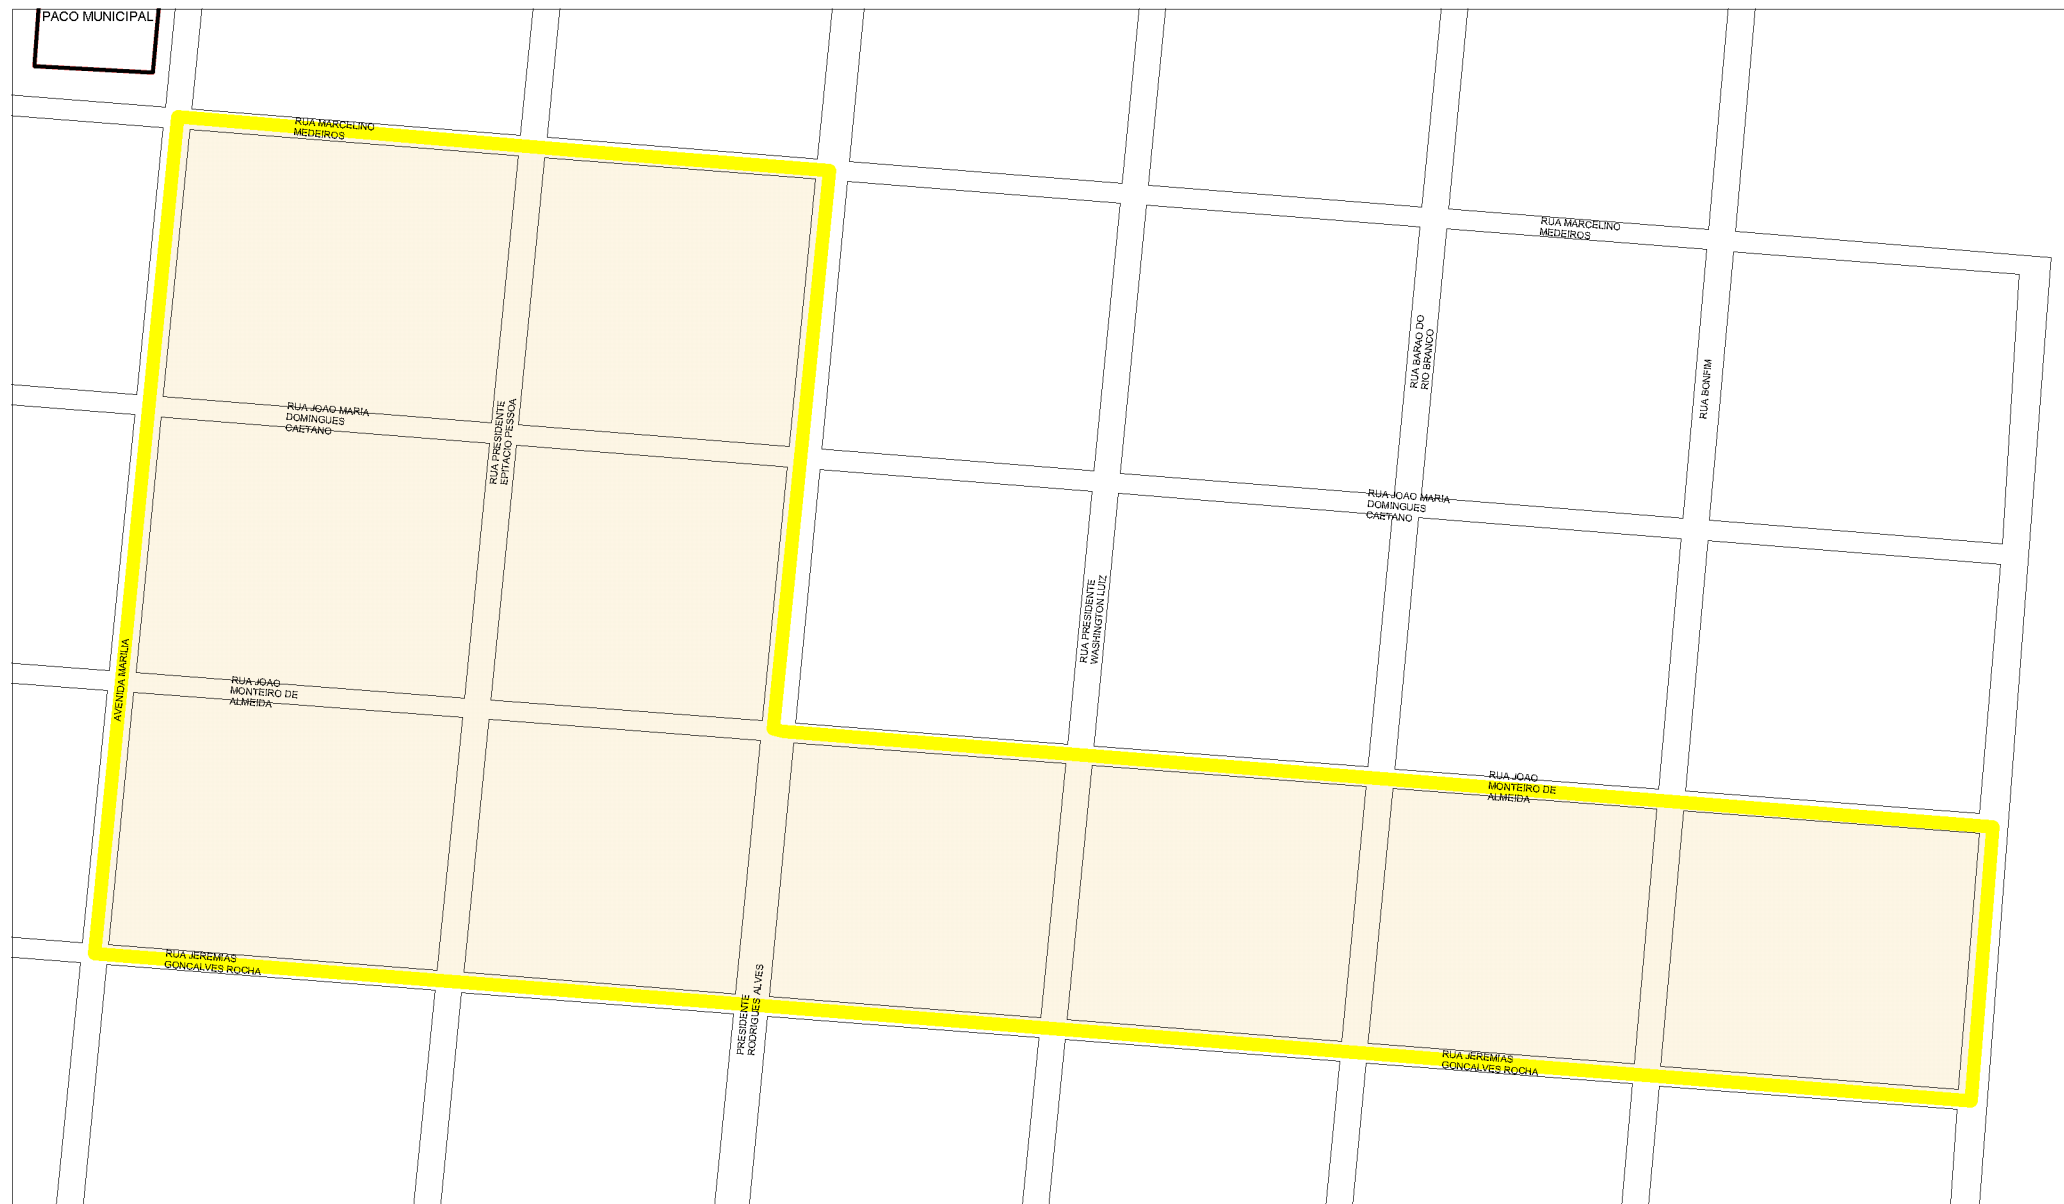 PACO MUNICIPAL
RUA MARCELINO
MEDEIROS
RUA MARCELINO
MEDEIROS
RUA BARAO DO
RIO BRANCO
RUA BONFIM
RUA JOAO MARIA
DOMINGUES
CAETANO
RUA PRESIDENTE
EPITACIO PESSOA
RUA JOAO MARIA
DOMINGUES
CAETANO
RUA PRESIDENTE
WASHINGTON LUIZ
AVENIDA MARILIA
RUA JOAO
MONTEIRO DE
ALMEIDA
RUA JOAO
MONTEIRO DE
ALMEIDA
RUA JEREMIAS
GONCALVES ROCHA
PRESIDENTE
RODRIGUES ALVES
RUA JEREMIAS
GONCALVES ROCHA